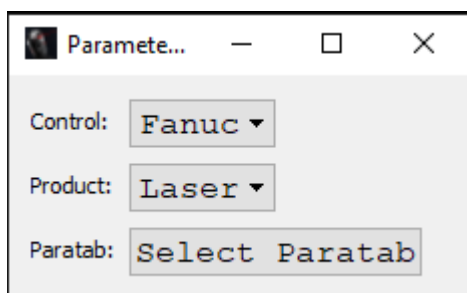 Paramete...
Control: Fanuc
Product: Laser
Paratab: Select Paratab